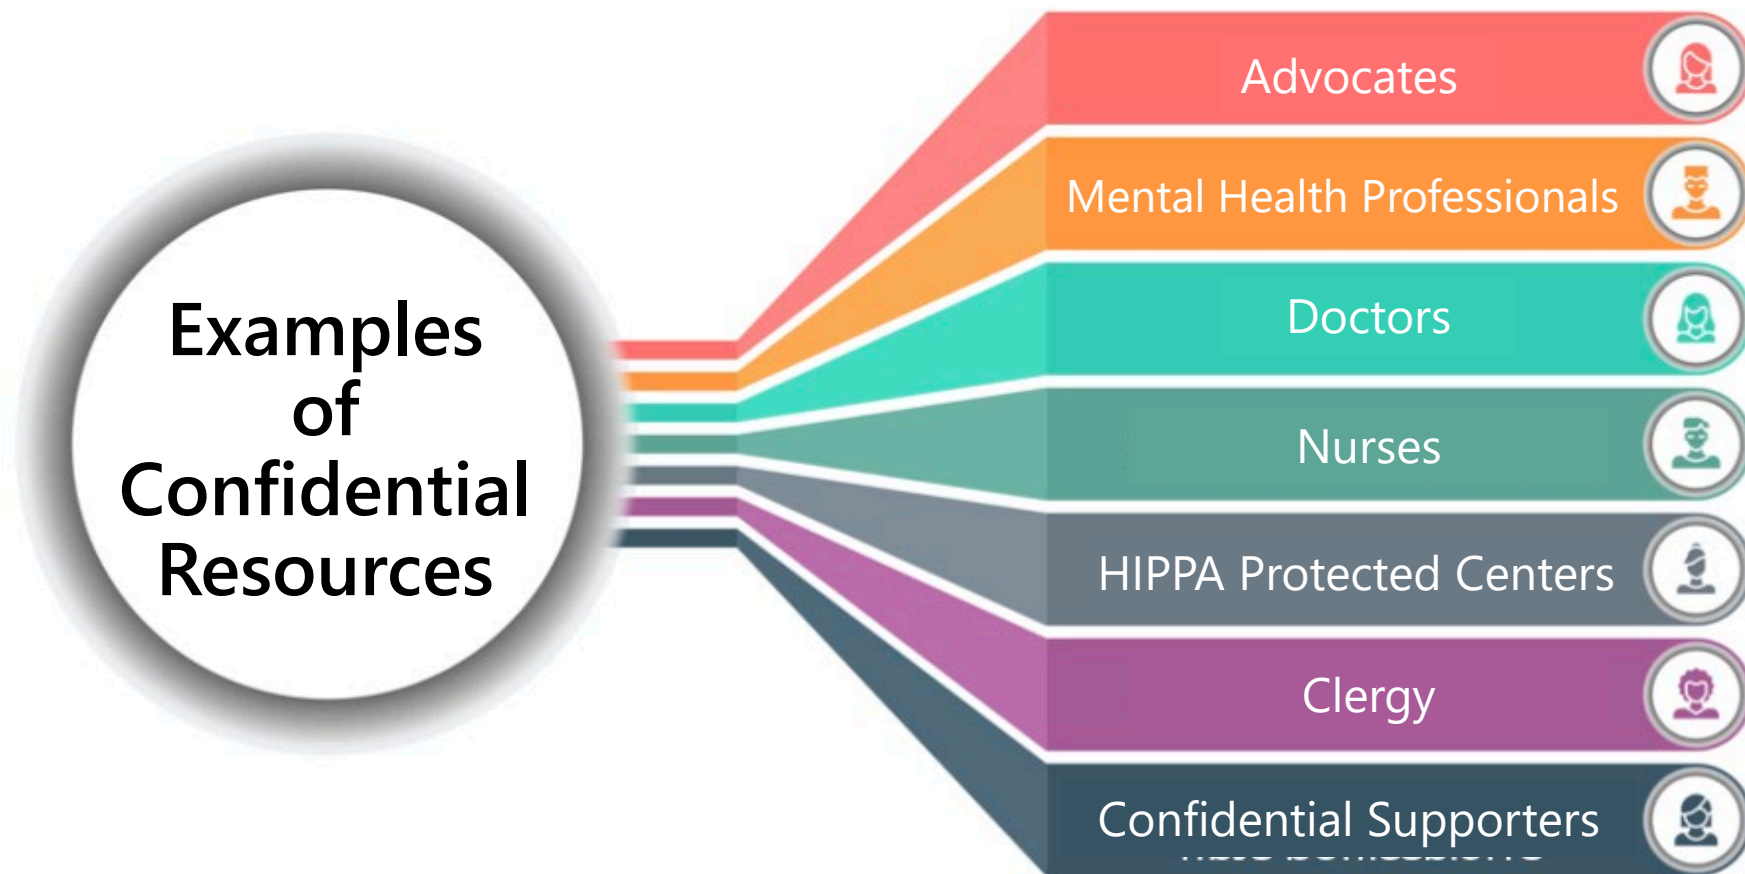 Examples
of
Confidential
Resources
Advocates
Mental Health Professionals
Doctors
Nurses
HIPPA Protected Centers
Clergy
Confidential Supporters